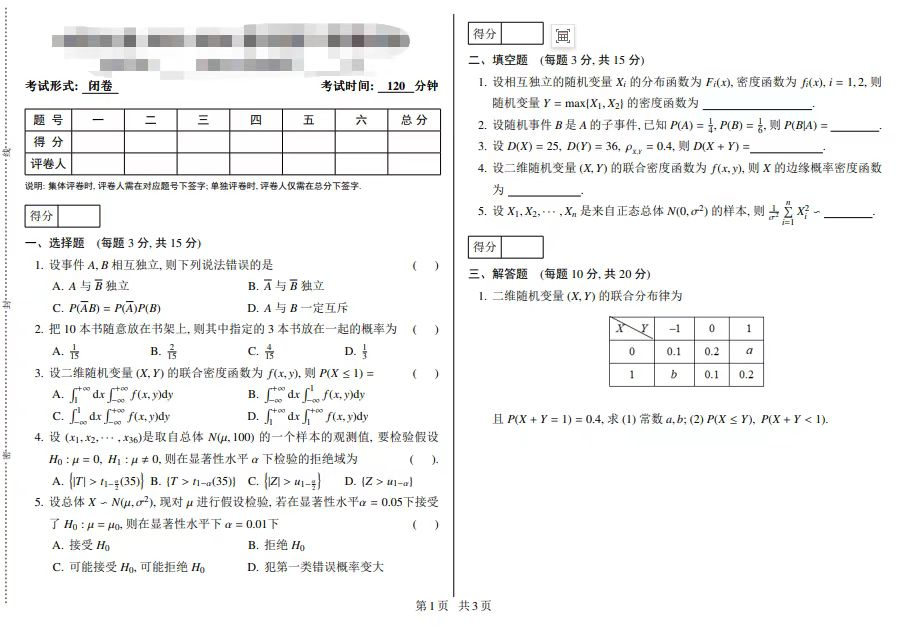 考试形式: 闭卷 考试时间: 120 分钟
题 号 一 二 三 四 五 六 总 分
得 分
评卷人
说明: 集体评卷时, 评卷人需在对应题号下签字; 单独评卷时, 评卷人仅需在总分下签字.
得分
一、选择题 (每题 3 分, 共 15 分)
1. 设事件 A, B 相互独立, 则下列说法错误的是 ( )
A. A 与 B̅ 独立 B. A̅ 与 B̅ 独立
C. P(A̅B) = P(A̅)P(B) D. A 与 B 一定互斥
2. 把 10 本书随意放在书架上, 则其中指定的 3 本书放在一起的概率为 ( )
A. 1/15 B. 2/15 C. 4/15 D. 1/3
3. 设二维随机变量 (X, Y) 的联合密度函数为 f(x, y), 则 P(X ≤ 1) = ( )
A. ∫₁^{+∞} dx ∫_{−∞}^{+∞} f(x, y)dy B. ∫_{−∞}^{+∞} dx ∫_{−∞}^{1} f(x, y)dy
C. ∫_{−∞}^{1} dx ∫_{−∞}^{+∞} f(x, y)dy D. ∫₁^{+∞} dx ∫₁^{+∞} f(x, y)dy
4. 设 (x₁, x₂, ⋯ , x₃₆)是取自总体 N(μ, 100) 的一个样本的观测值, 要检验假设
H₀ : μ = 0, H₁ : μ ≠ 0, 则在显著性水平 α 下检验的拒绝域为 ( ).
A. {|T| > t_{1−α/2}(35)} B. {T > t_{1−α}(35)} C. {|Z| > u_{1−α/2}} D. {Z > u_{1−α}}
5. 设总体 X ∽ N(μ, σ²), 现对 μ 进行假设检验, 若在显著性水平α = 0.05下接受
了 H₀ : μ = μ₀, 则在显著性水平下 α = 0.01下 ( )
A. 接受 H₀ B. 拒绝 H₀
C. 可能接受 H₀, 可能拒绝 H₀ D. 犯第一类错误概率变大
线
封
密
得分
二、填空题 (每题 3 分, 共 15 分)
1. 设相互独立的随机变量 Xᵢ 的分布函数为 Fᵢ(x), 密度函数为 fᵢ(x), i = 1, 2, 则
随机变量 Y = max{X₁, X₂} 的密度函数为 ________.
2. 设随机事件 B 是 A 的子事件, 已知 P(A) = 1/4, P(B) = 1/6, 则 P(B|A) = ________.
3. 设 D(X) = 25, D(Y) = 36, ρ_{X,Y} = 0.4, 则 D(X + Y) = ________.
4. 设二维随机变量 (X, Y) 的联合密度函数为 f(x, y), 则 X 的边缘概率密度函数
为 ________.
5. 设 X₁, X₂, ⋯ , Xₙ 是来自正态总体 N(0, σ²) 的样本, 则 1/σ² ∑_{i=1}^{n} Xᵢ² ∽ ________.
得分
三、解答题 (每题 10 分, 共 20 分)
1. 二维随机变量 (X, Y) 的联合分布律为
X Y −1 0 1
0 0.1 0.2 a
1 b 0.1 0.2
且 P(X + Y = 1) = 0.4, 求 (1) 常数 a, b; (2) P(X ≤ Y), P(X + Y < 1).
第 1 页 共 3 页